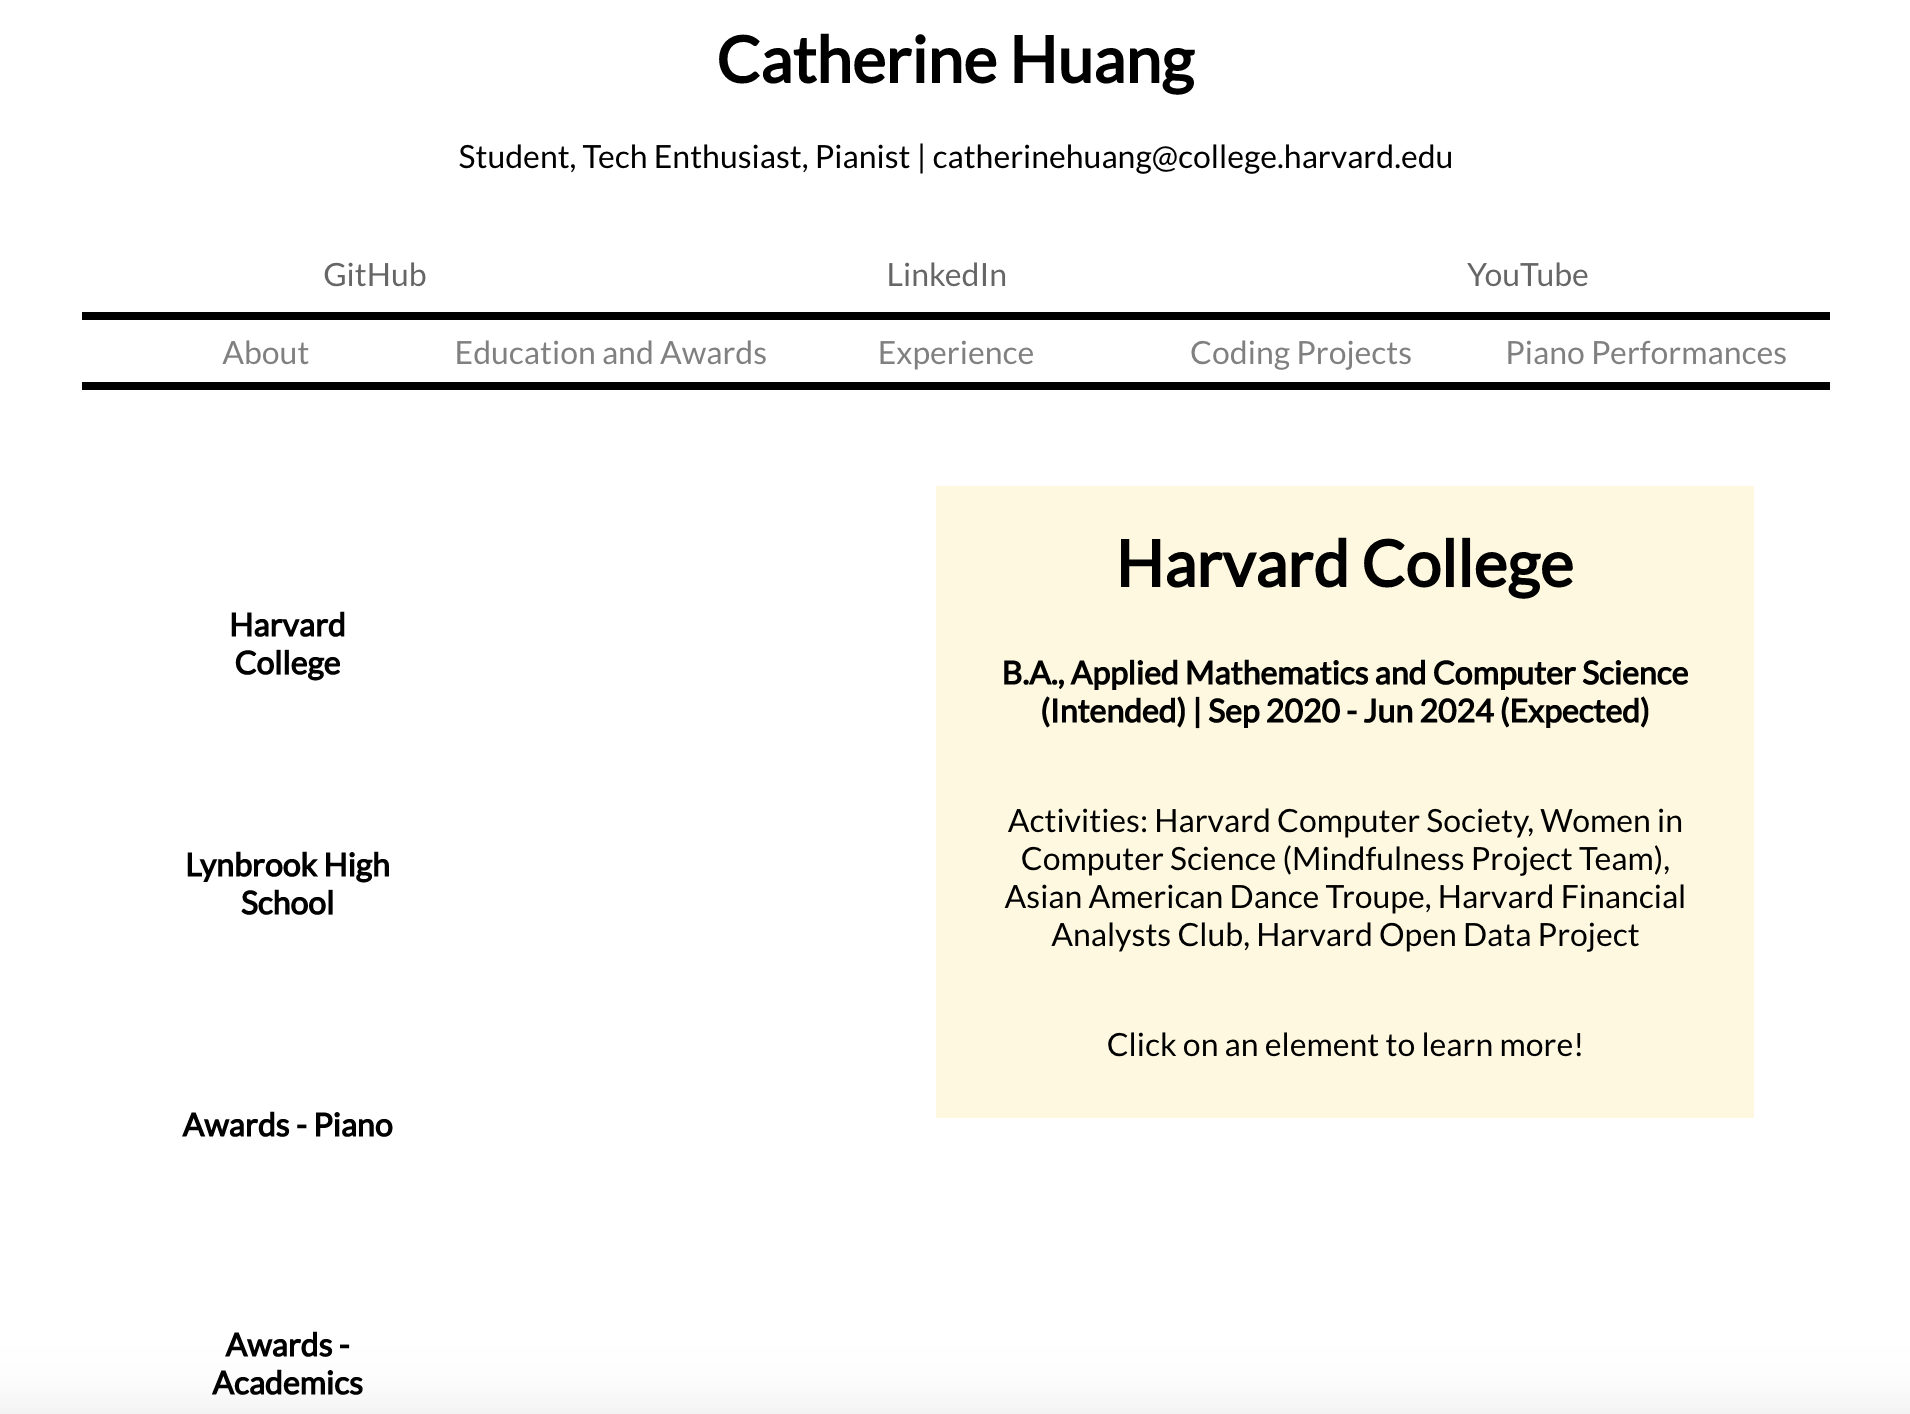 Catherine Huang
Student, Tech Enthusiast, Pianist | catherinehuang@college.harvard.edu
GitHub LinkedIn YouTube
About Education and Awards Experience Coding Projects Piano Performances
Harvard
College
Lynbrook High
School
Awards - Piano
Awards -
Academics
Harvard College
B.A., Applied Mathematics and Computer Science
(Intended) | Sep 2020 - Jun 2024 (Expected)
Activities: Harvard Computer Society, Women in
Computer Science (Mindfulness Project Team),
Asian American Dance Troupe, Harvard Financial
Analysts Club, Harvard Open Data Project
Click on an element to learn more!